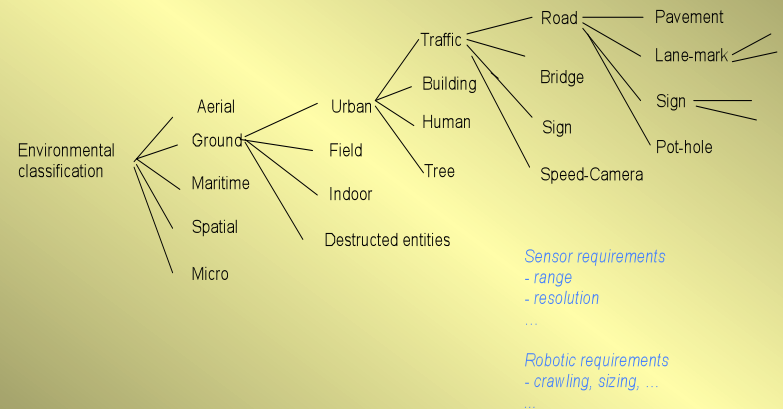 Environmental
classification
Aerial
Ground
Maritime
Spatial
Micro
Urban
Field
Indoor
Destructed entities
Traffic
Building
Human
Tree
Road
Bridge
Sign
Speed-Camera
Pavement
Lane-mark
Sign
Pot-hole
Sensor requirements
- range
- resolution
...
Robotic requirements
- crawling, sizing, ...
...